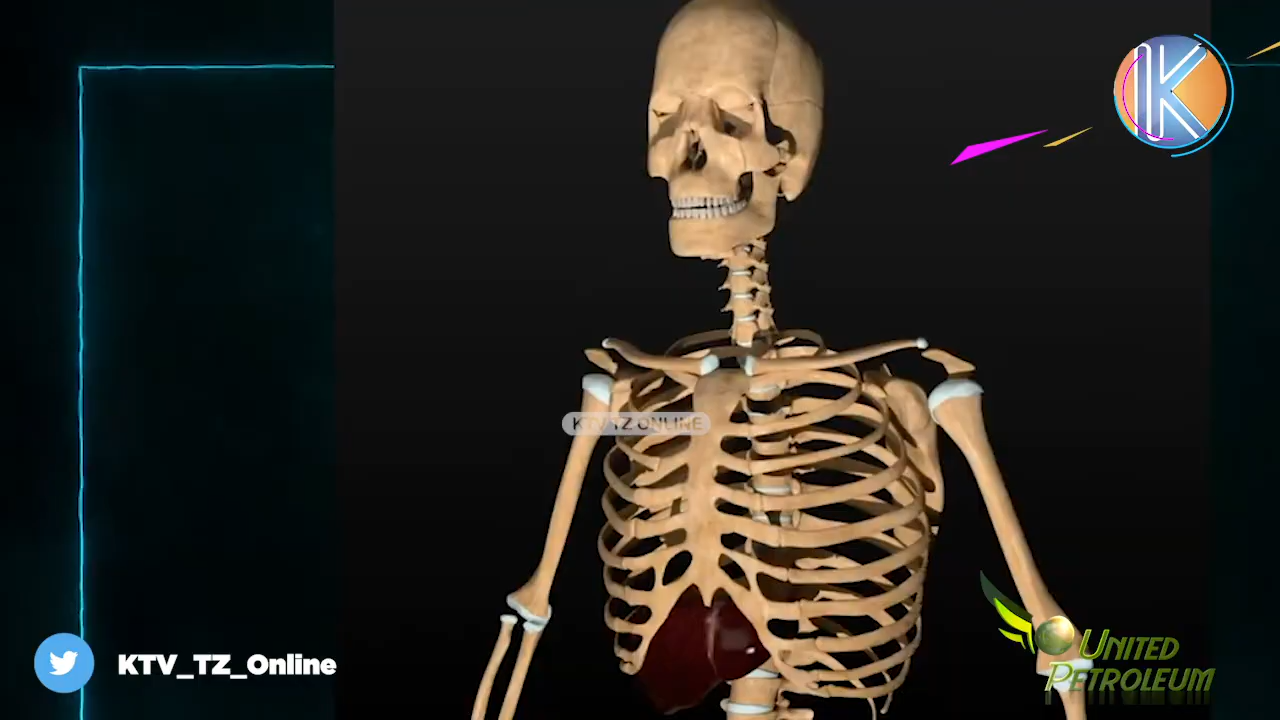 K
KTV TZ ONLINE
KTV_TZ_Online
UNITED
PETROLEUM